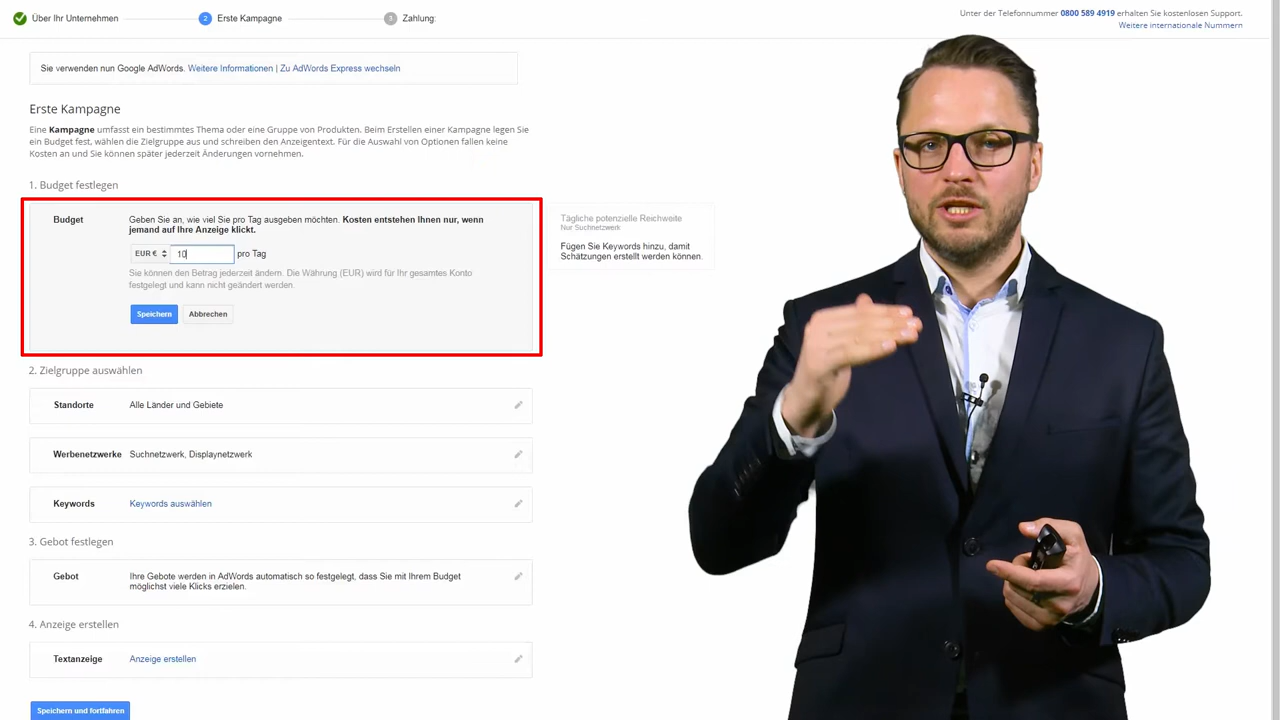 Über Ihr Unternehmen
2 Erste Kampagne
3 Zahlung:
Unter der Telefonnummer 0800 589 4919 erhalten Sie kostenlosen Support.
Weitere internationale Nummern
Sie verwenden nun Google AdWords. Weitere Informationen | Zu AdWords Express wechseln
Erste Kampagne
Eine Kampagne umfasst ein bestimmtes Thema oder eine Gruppe von Produkten. Beim Erstellen einer Kampagne legen Sie
ein Budget fest, wählen die Zielgruppe aus und schreiben den Anzeigentext. Für die Auswahl von Optionen fallen keine
Kosten an und Sie können später jederzeit Änderungen vornehmen.
1. Budget festlegen
Budget
Geben Sie an, wie viel Sie pro Tag ausgeben möchten. Kosten entstehen Ihnen nur, wenn
jemand auf Ihre Anzeige klickt.
EUR € 10 pro Tag
Sie können den Betrag jederzeit ändern. Die Währung (EUR) wird für Ihr gesamtes Konto
festgelegt und kann nicht geändert werden.
Speichern Abbrechen
Tägliche potenzielle Reichweite
Nur Suchnetzwerk
Fügen Sie Keywords hinzu, damit
Schätzungen erstellt werden können.
2. Zielgruppe auswählen
Standorte Alle Länder und Gebiete
Werbenetzwerke Suchnetzwerk, Displaynetzwerk
Keywords Keywords auswählen
3. Gebot festlegen
Gebot Ihre Gebote werden in AdWords automatisch so festgelegt, dass Sie mit Ihrem Budget
möglichst viele Klicks erzielen.
4. Anzeige erstellen
Textanzeige Anzeige erstellen
Speichern und fortfahren